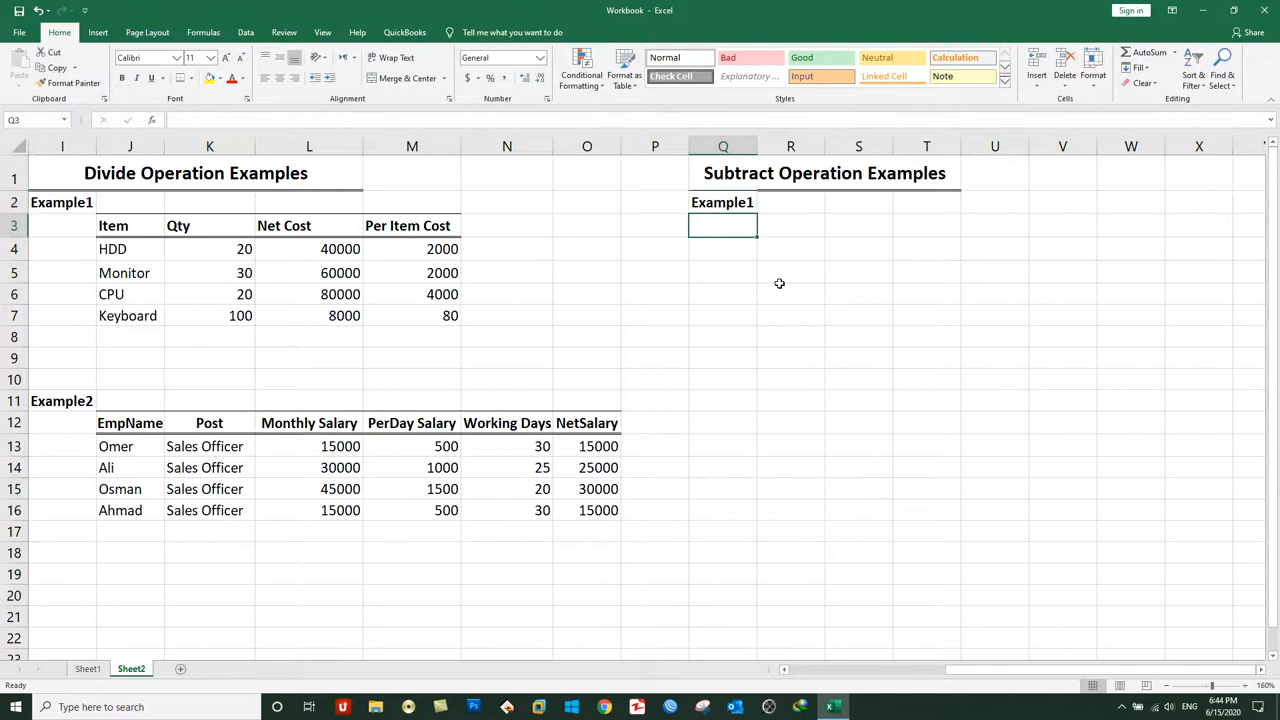 Workbook - Excel
Sign in
File Home Insert Page Layout Formulas Data Review View Help QuickBooks Tell me what you want to do Share
Cut
Copy
Format Painter
Paste
Clipboard
Calibri 11
B I U
Font
Wrap Text
Merge & Center
Alignment
General
$ % ,
Number
Conditional Formatting
Format as Table
Normal Bad Good Neutral Calculation
Check Cell Explanatory ... Input Linked Cell Note
Styles
Insert Delete Format
Cells
AutoSum
Fill
Clear
Sort & Filter
Find & Select
Editing
Q3 fx
I J K L M N O P Q R S T U V W X
1 Divide Operation Examples Subtract Operation Examples
2 Example1 Example1
3 Item Qty Net Cost Per Item Cost
4 HDD 20 40000 2000
5 Monitor 30 60000 2000
6 CPU 20 80000 4000
7 Keyboard 100 8000 80
8
9
10
11 Example2
12 EmpName Post Monthly Salary PerDay Salary Working Days NetSalary
13 Omer Sales Officer 15000 500 30 15000
14 Ali Sales Officer 30000 1000 25 25000
15 Osman Sales Officer 45000 1500 20 30000
16 Ahmad Sales Officer 15000 500 30 15000
17
18
19
20
21
22
23
Sheet1 Sheet2
Ready
160%
Type here to search
ENG
6:44 PM
6/15/2020